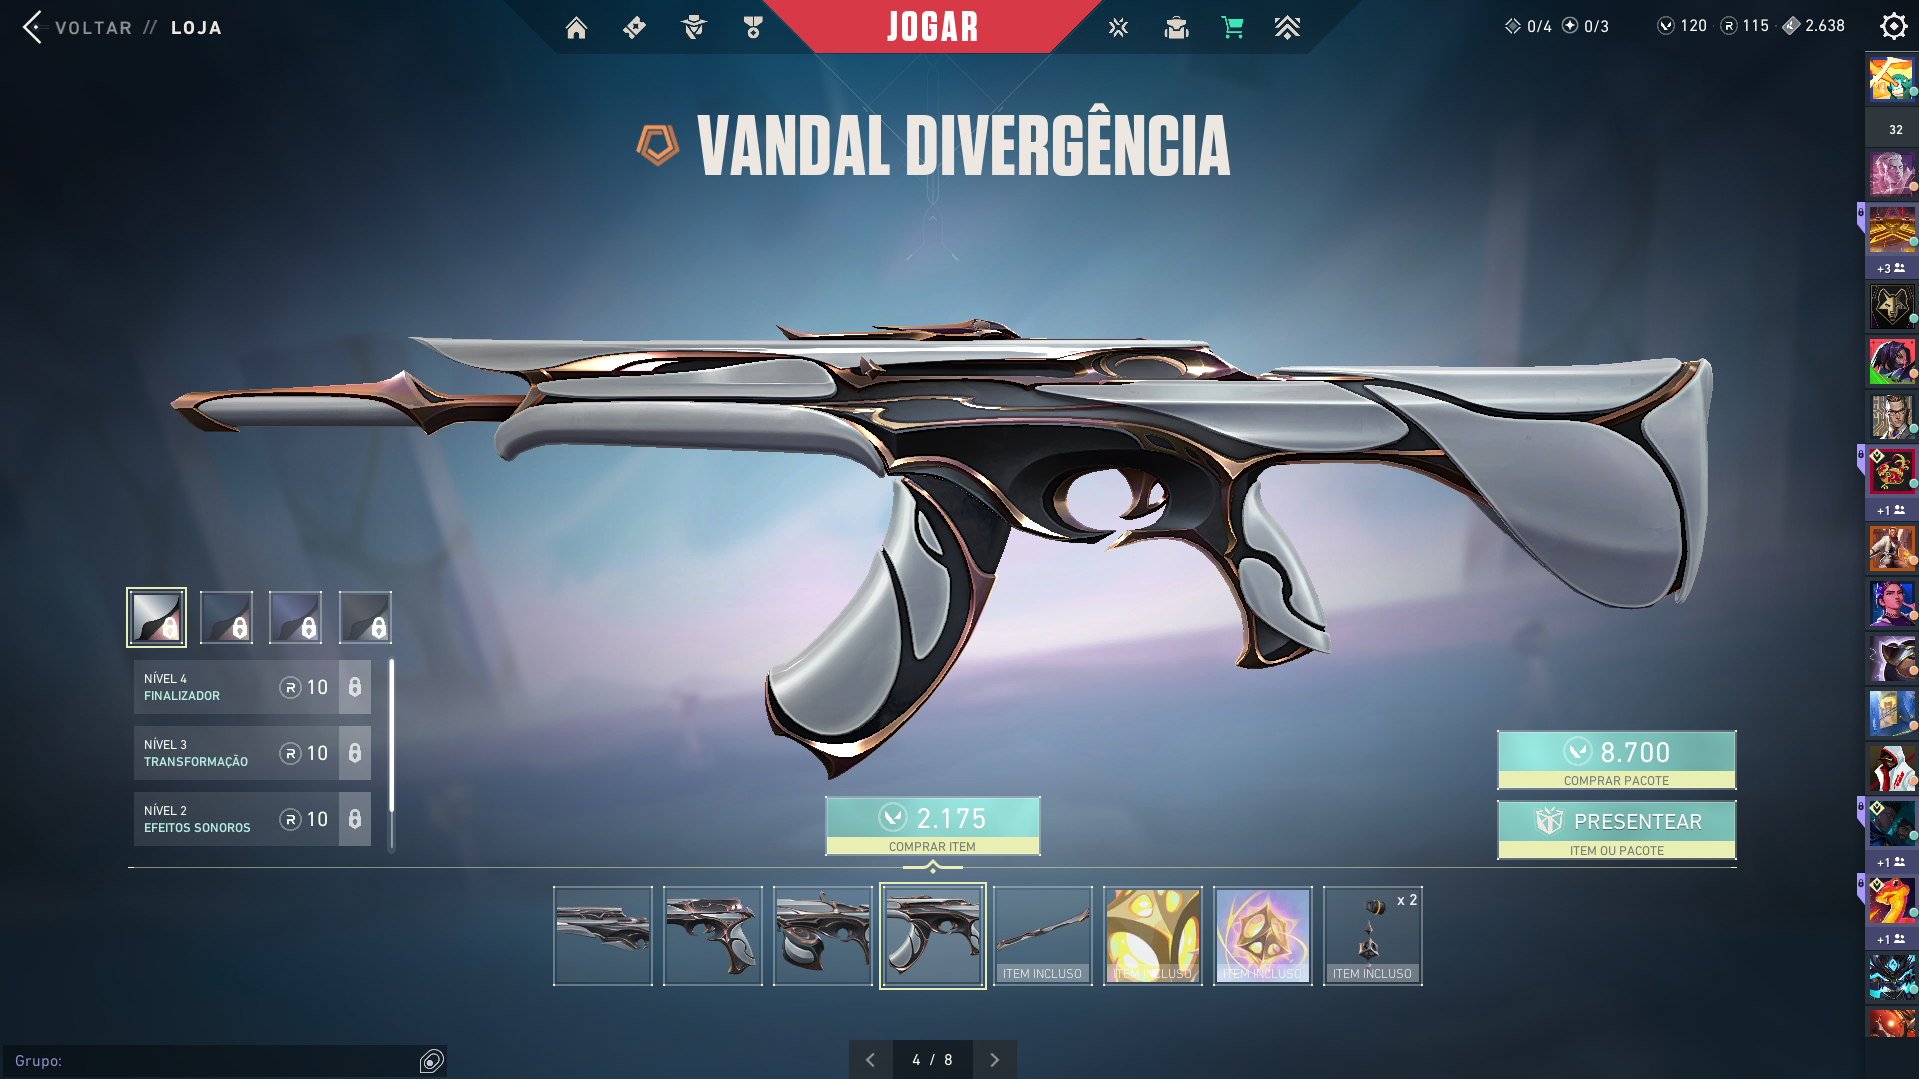 VOLTAR // LOJA
JOGAR
0/4 0/3 120 R 115 2.638
32
VANDAL DIVERGÊNCIA
+3
+1
NÍVEL 4
FINALIZADOR
R 10
NÍVEL 3
TRANSFORMAÇÃO
R 10
NÍVEL 2
EFEITOS SONOROS
R 10
2.175
COMPRAR ITEM
8.700
COMPRAR PACOTE
PRESENTEAR
ITEM OU PACOTE
+1
x 2
ITEM INCLUSO
ITEM INCLUSO
ITEM INCLUSO
ITEM INCLUSO
+1
Grupo:
4 / 8